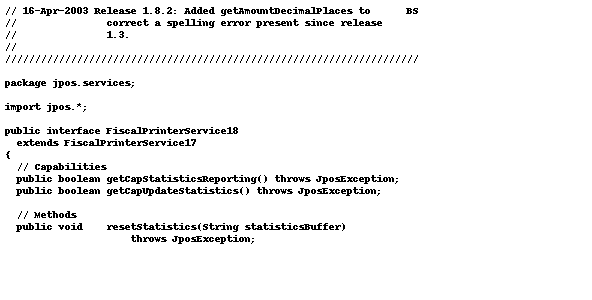 // 16-Apr-2003 Release 1.8.2: Added getAmountDecimalPlaces to      BS
//               correct a spelling error present since release
//               1.3.
//
/////////////////////////////////////////////////////////////////////

package jpos.services;

import jpos.*;

public interface FiscalPrinterService18
  extends FiscalPrinterService17
{
  // Capabilities
  public boolean getCapStatisticsReporting() throws JposException;
  public boolean getCapUpdateStatistics() throws JposException;

  // Methods
  public void    resetStatistics(String statisticsBuffer)
                     throws JposException;